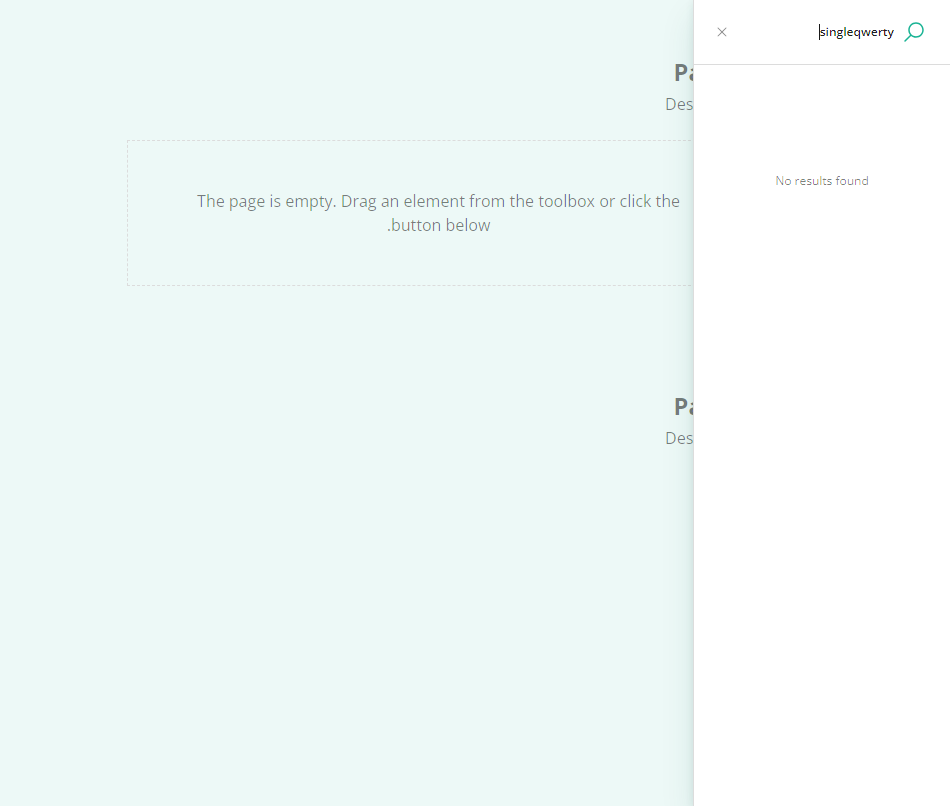 singleqwerty
No results found
Pa
Des
The page is empty. Drag an element from the toolbox or click the
.button below
Pa
Des